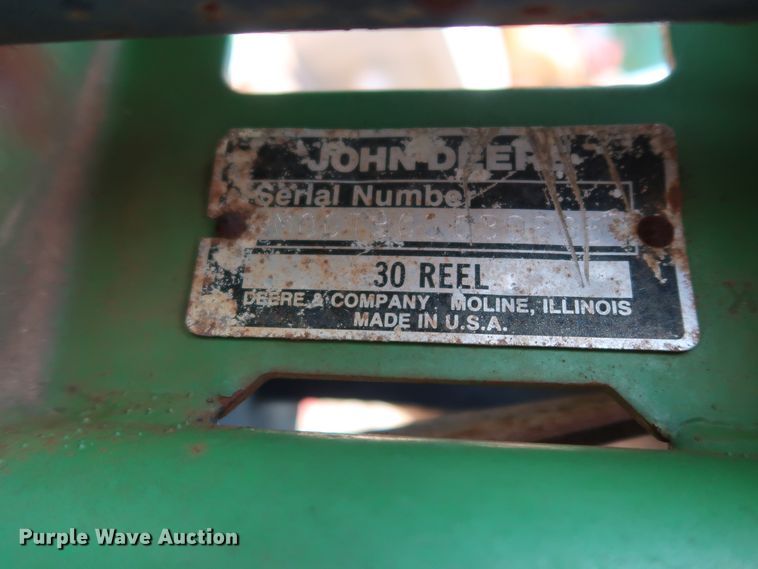 JOHN DEERE
Serial Number
30 REEL
DEERE & COMPANY MOLINE, ILLINOIS
MADE IN U.S.A.
Purple Wave Auction